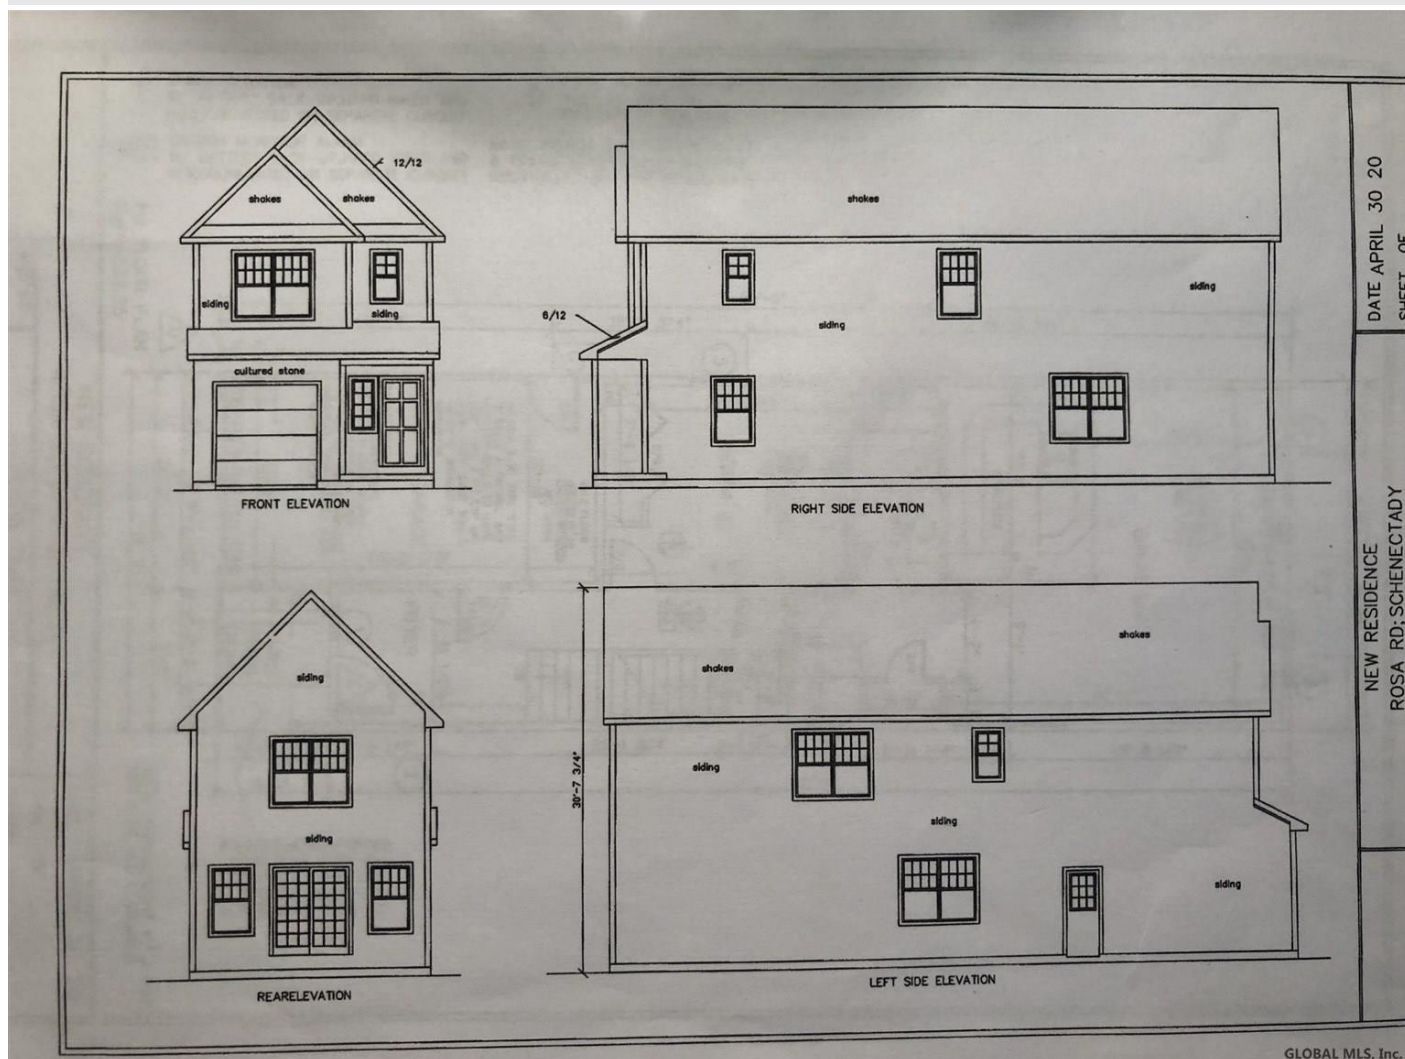 12/12
shakes
shakes
siding
siding
cultured stone
FRONT ELEVATION
shakes
siding
siding
6/12
RIGHT SIDE ELEVATION
siding
siding
REARELEVATION
shakes
shakes
siding
siding
siding
30'-7 3/4"
LEFT SIDE ELEVATION
DATE APRIL 30 20
SHEET OF
NEW RESIDENCE
ROSA RD; SCHENECTADY
GLOBAL MLS, Inc.